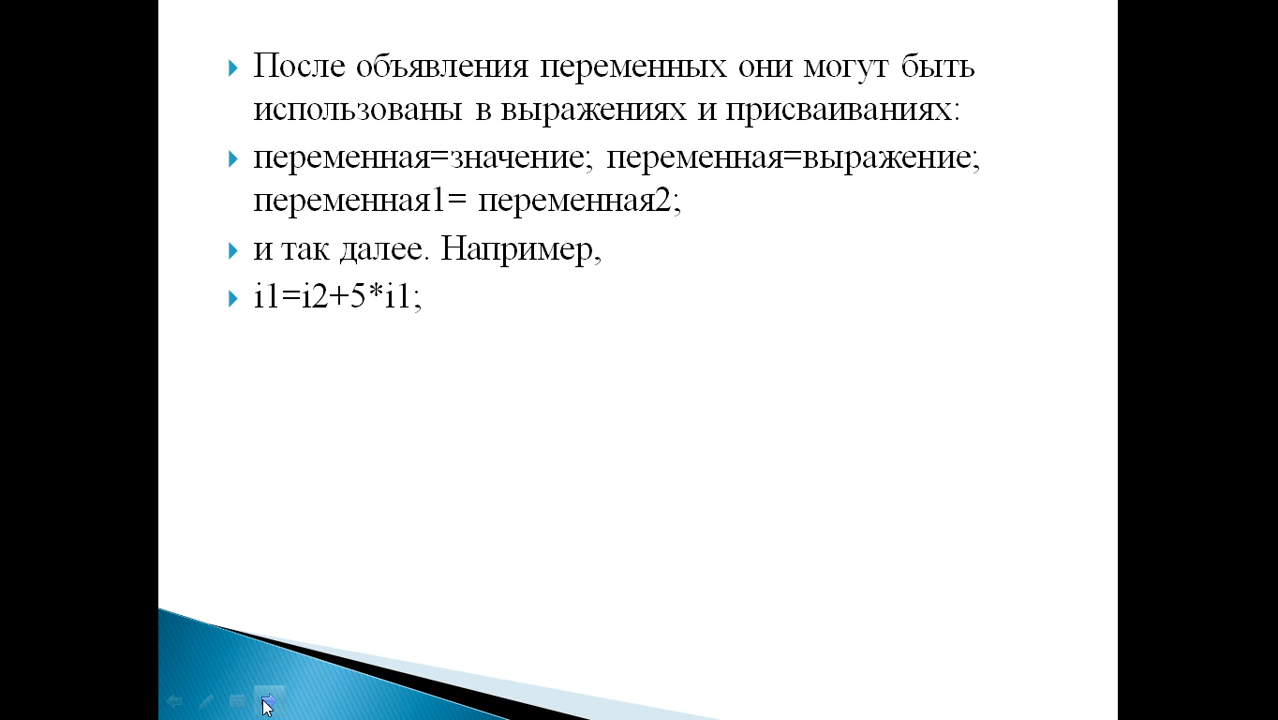 После объявления переменных они могут быть
использованы в выражениях и присваиваниях:
переменная=значение; переменная=выражение;
переменная1= переменная2;
и так далее. Например,
i1=i2+5*i1;